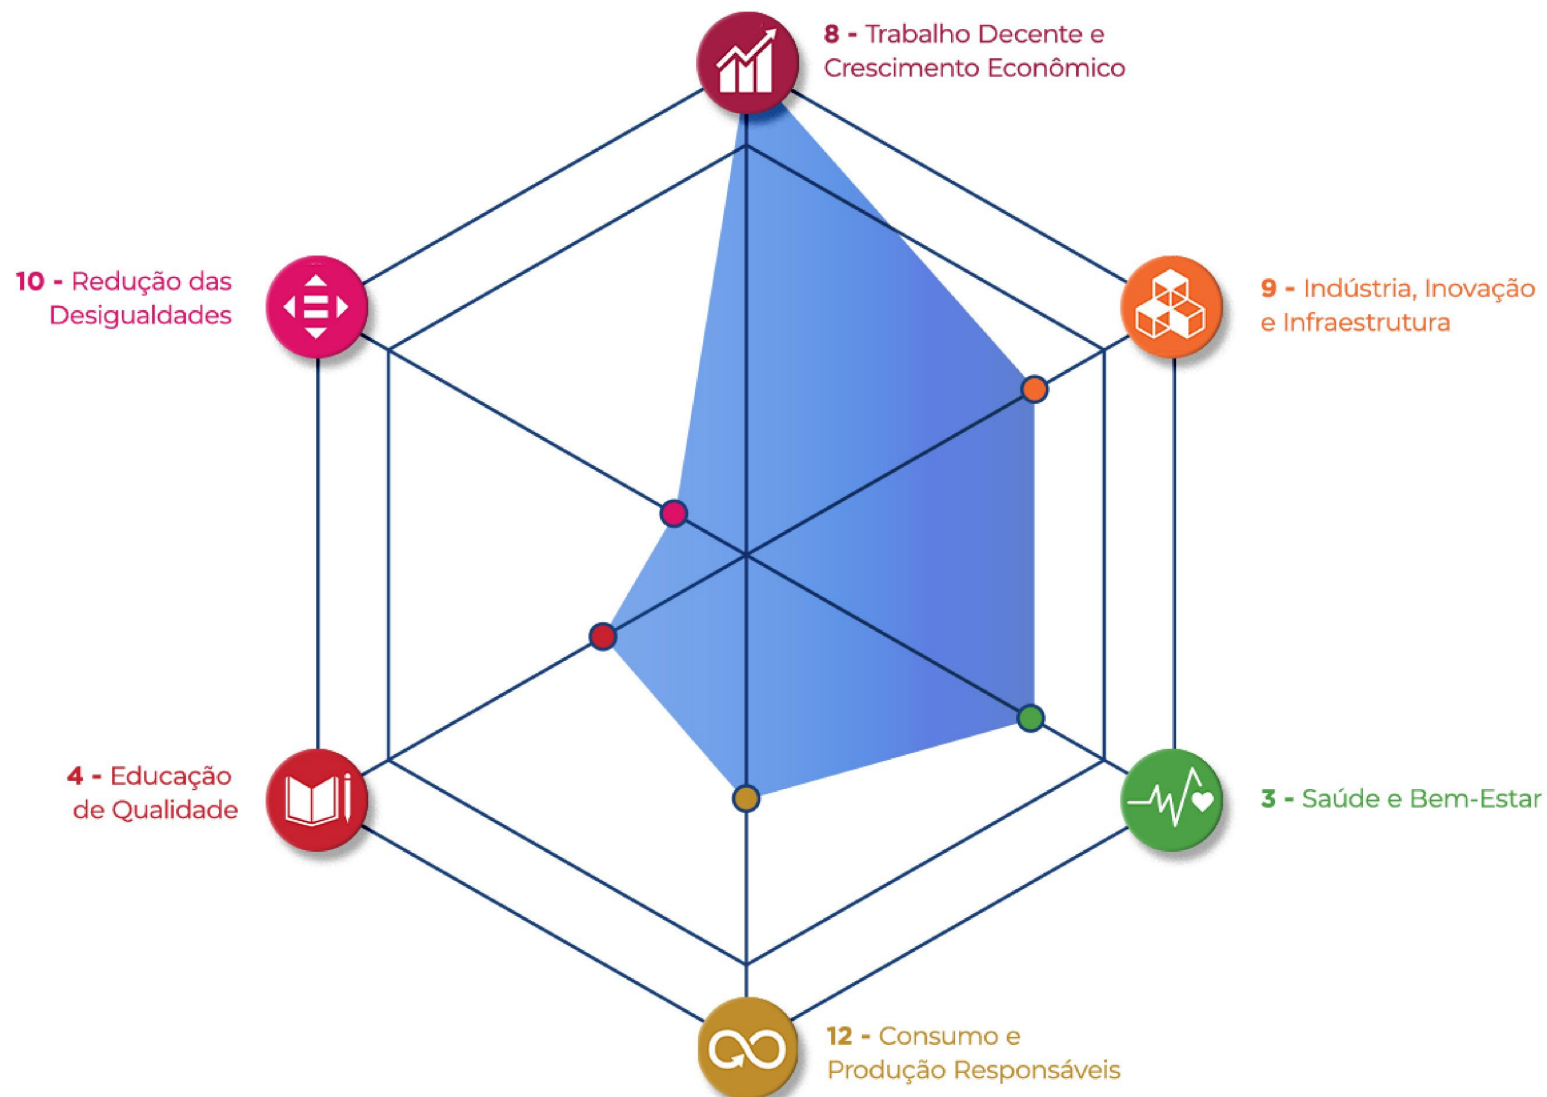 8 - Trabalho Decente e
Crescimento Econômico
10 - Redução das
Desigualdades
9 - Indústria, Inovação
e Infraestrutura
4 - Educação
de Qualidade
3 - Saúde e Bem-Estar
12 - Consumo e
Produção Responsáveis